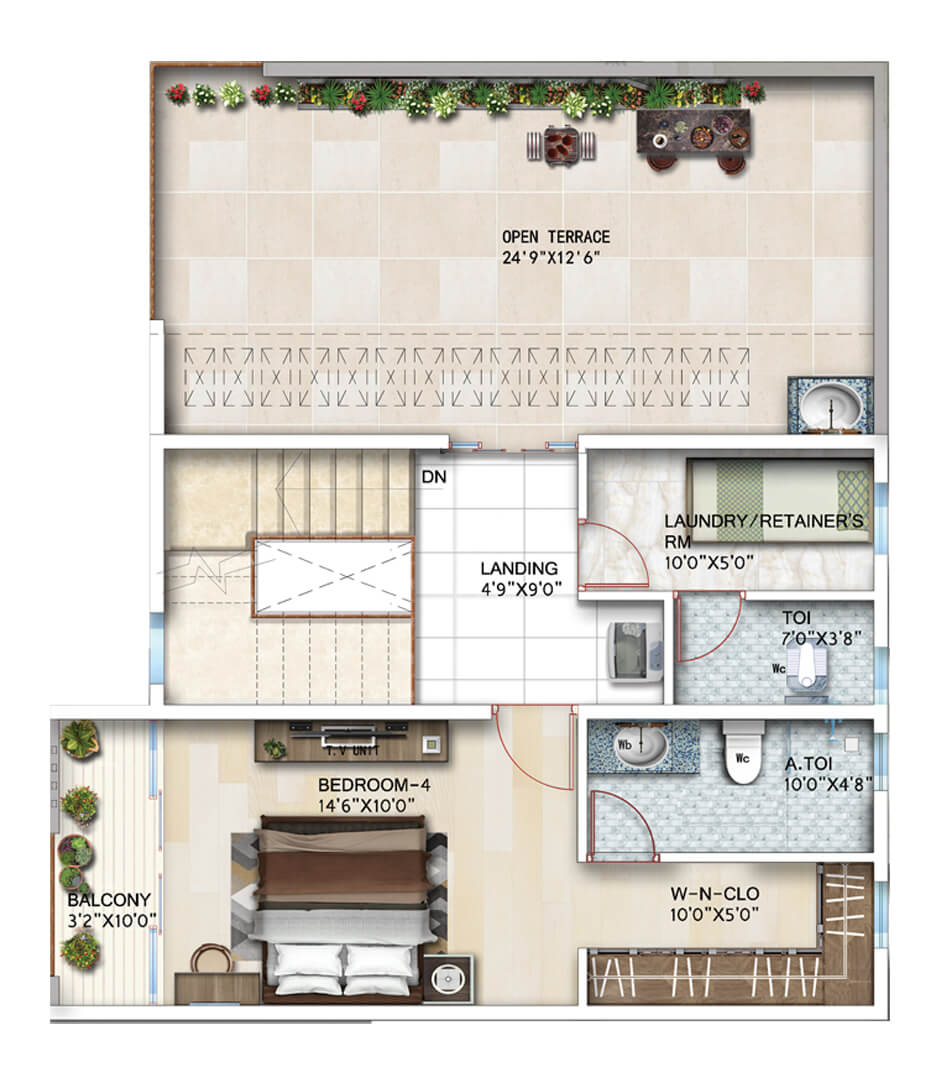 OPEN TERRACE
24'9"X12'6"
DN
LAUNDRY/RETAINER'S
RM
10'0"X5'0"
LANDING
4'9"X9'0"
TOI
7'0"X3'8"
Wc
T.V UNIT
Wb
Wc
A.TOI
10'0"X4'8"
BEDROOM-4
14'6"X10'0"
BALCONY
3'2"X10'0"
W-N-CLO
10'0"X5'0"